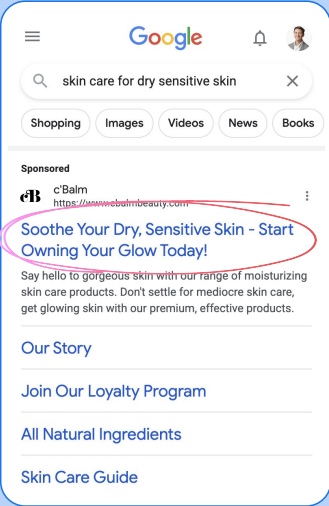 Google
skin care for dry sensitive skin
Shopping
Images
Videos
News
Books
Sponsored
cB
c'Balm
https://www.cbalmbeauty.com
Soothe Your Dry, Sensitive Skin - Start
Owning Your Glow Today!
Say hello to gorgeous skin with our range of moisturizing
skin care products. Don't settle for mediocre skin care,
get glowing skin with our premium, effective products.
Our Story
Join Our Loyalty Program
All Natural Ingredients
Skin Care Guide